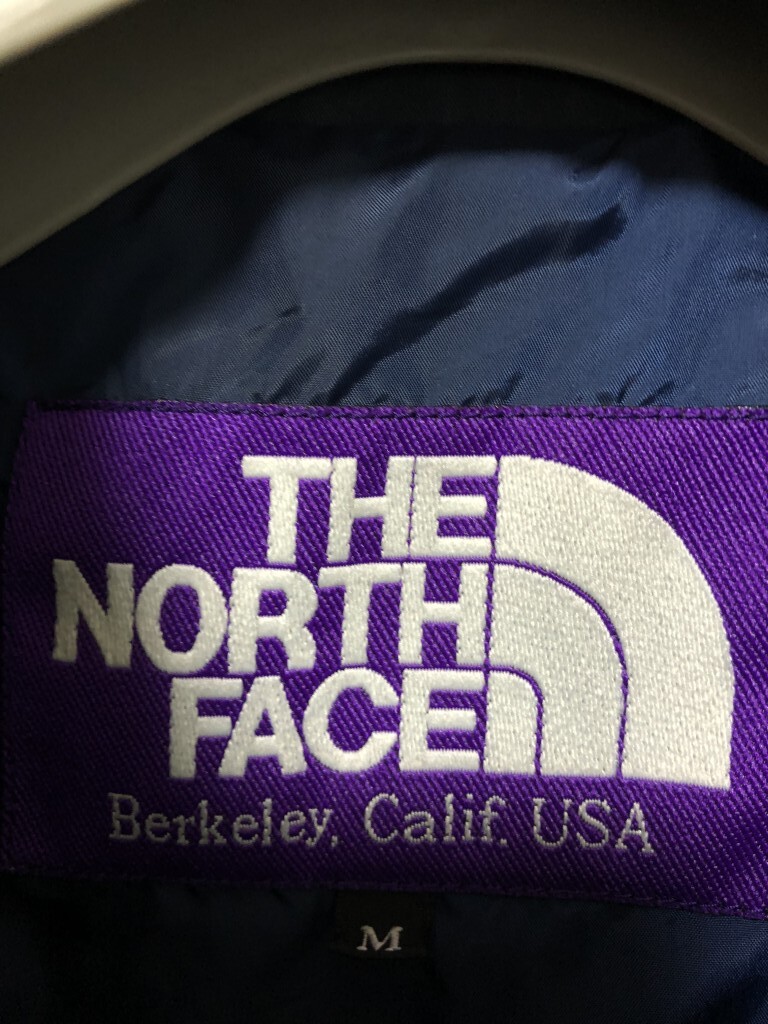 THE
NORTH
FACE
Berkeley, Calif. USA
M